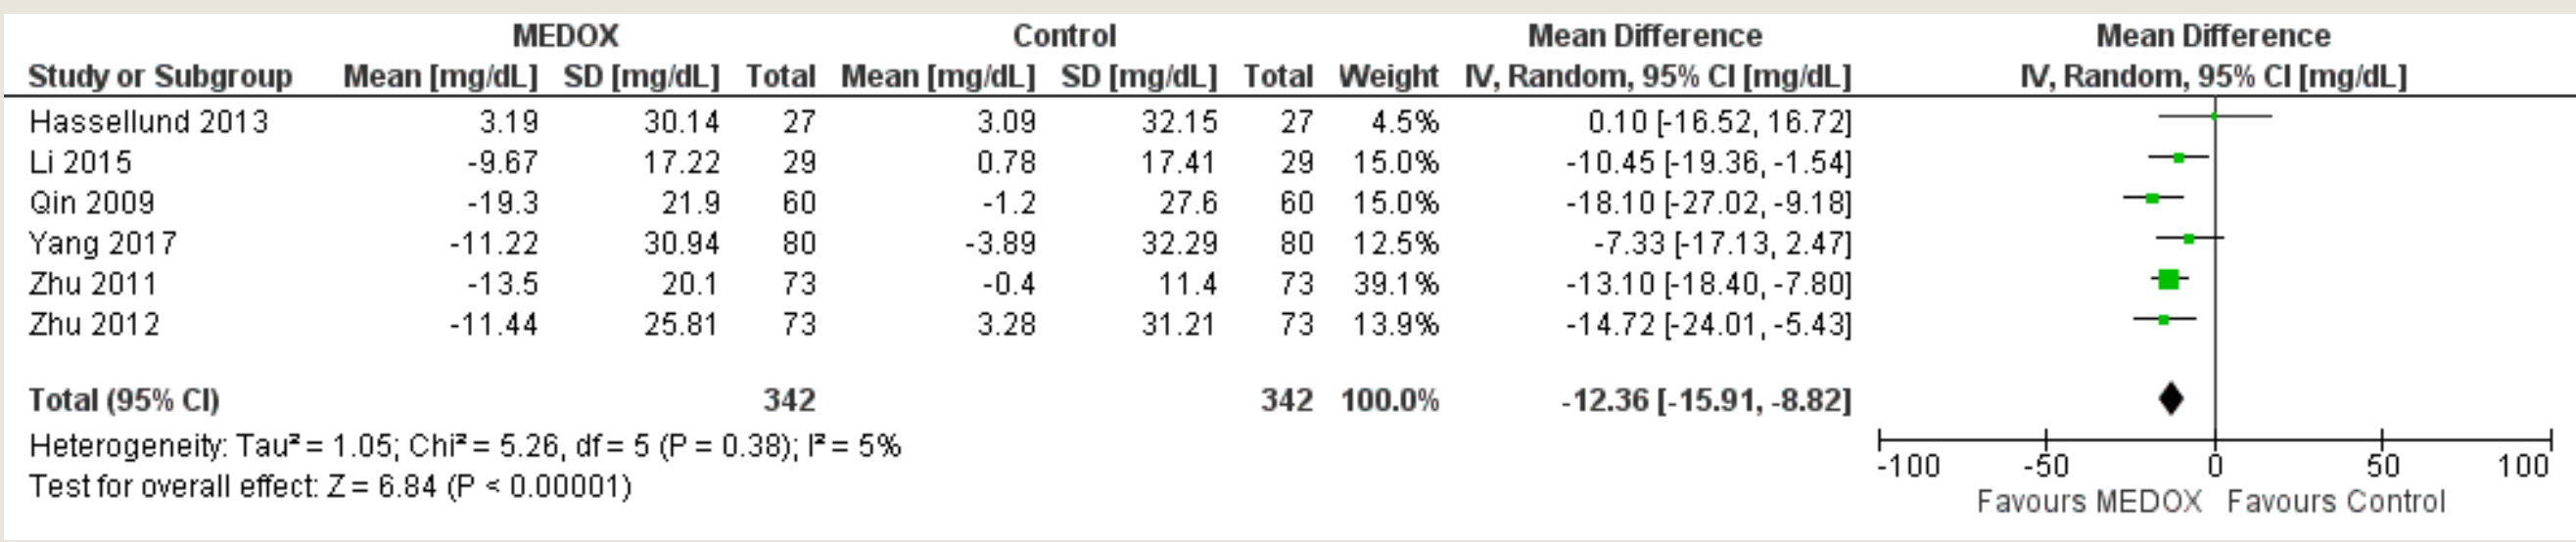 MEDOX Control Mean Difference Mean Difference
Study or Subgroup Mean [mg/dL] SD [mg/dL] Total Mean [mg/dL] SD [mg/dL] Total Weight IV, Random, 95% CI [mg/dL] IV, Random, 95% CI [mg/dL]
Hassellund 2013 3.19 30.14 27 3.09 32.15 27 4.5% 0.10 [-16.52, 16.72]
Li 2015 -9.67 17.22 29 0.78 17.41 29 15.0% -10.45 [-19.36, -1.54]
Qin 2009 -19.3 21.9 60 -1.2 27.6 60 15.0% -18.10 [-27.02, -9.18]
Yang 2017 -11.22 30.94 80 -3.89 32.29 80 12.5% -7.33 [-17.13, 2.47]
Zhu 2011 -13.5 20.1 73 -0.4 11.4 73 39.1% -13.10 [-18.40, -7.80]
Zhu 2012 -11.44 25.81 73 3.28 31.21 73 13.9% -14.72 [-24.01, -5.43]
Total (95% CI) 342 342 100.0% -12.36 [-15.91, -8.82]
Heterogeneity: Tau² = 1.05; Chi² = 5.26, df = 5 (P = 0.38); I² = 5%
Test for overall effect: Z = 6.84 (P < 0.00001)
-100 -50 0 50 100
Favours MEDOX Favours Control